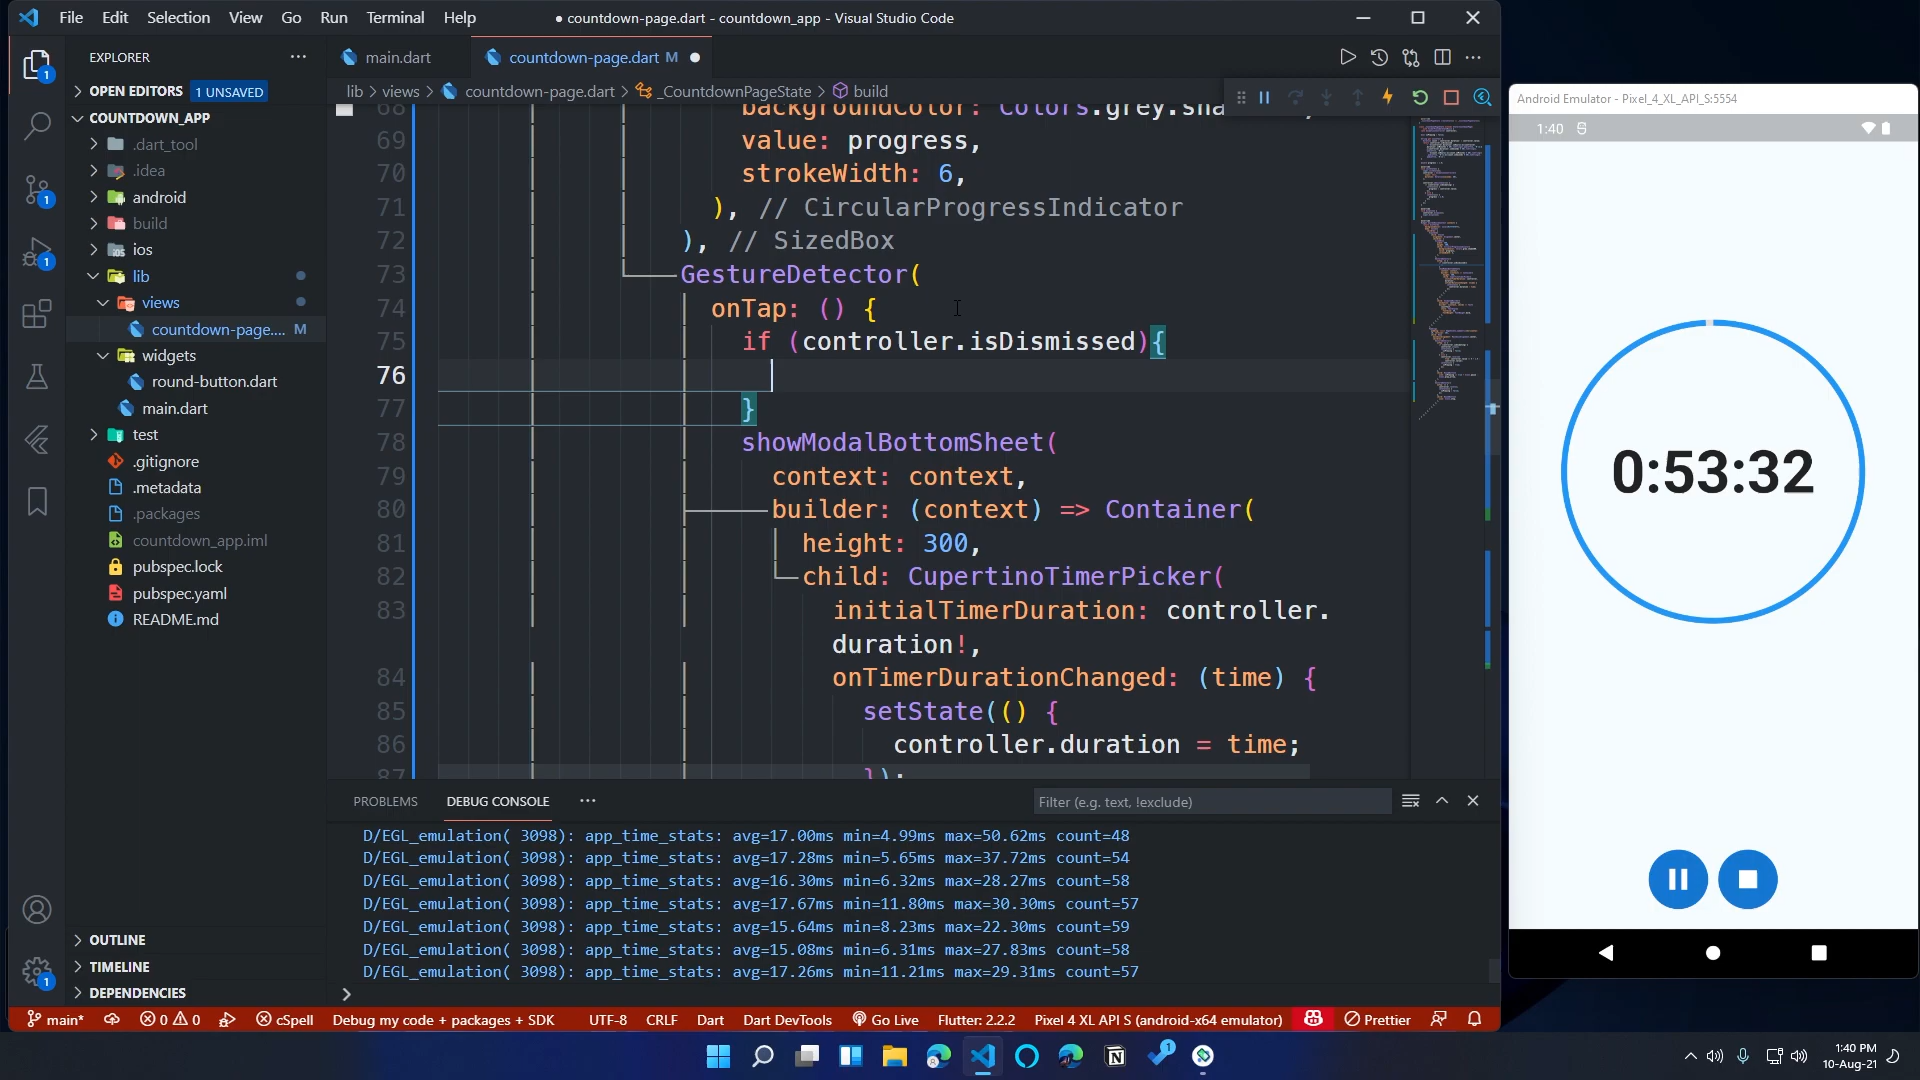 File Edit Selection View Go Run Terminal Help
● countdown-page.dart - countdown_app - Visual Studio Code
EXPLORER
OPEN EDITORS 1 UNSAVED
COUNTDOWN_APP
.dart_tool
.idea
android
build
ios
lib
views
countdown-page.... M
widgets
round-button.dart
main.dart
test
.gitignore
.metadata
.packages
countdown_app.iml
pubspec.lock
pubspec.yaml
README.md
OUTLINE
TIMELINE
DEPENDENCIES
main.dart
countdown-page.dart M
lib > views > countdown-page.dart > _CountdownPageState > build
68 backgroundColor: Colors.grey.sha
69 value: progress,
70 strokeWidth: 6,
71 ), // CircularProgressIndicator
72 ), // SizedBox
73 GestureDetector(
74 onTap: () {
75 if (controller.isDismissed){
76
77 }
78 showModalBottomSheet(
79 context: context,
80 builder: (context) => Container(
81 height: 300,
82 child: CupertinoTimerPicker(
83 initialTimerDuration: controller.
duration!,
84 onTimerDurationChanged: (time) {
85 setState(() {
86 controller.duration = time;
87 });
PROBLEMS DEBUG CONSOLE
Filter (e.g. text, !exclude)
D/EGL_emulation( 3098): app_time_stats: avg=17.00ms min=4.99ms max=50.62ms count=48
D/EGL_emulation( 3098): app_time_stats: avg=17.28ms min=5.65ms max=37.72ms count=54
D/EGL_emulation( 3098): app_time_stats: avg=16.30ms min=6.32ms max=28.27ms count=58
D/EGL_emulation( 3098): app_time_stats: avg=17.67ms min=11.80ms max=30.30ms count=57
D/EGL_emulation( 3098): app_time_stats: avg=15.64ms min=8.23ms max=22.30ms count=59
D/EGL_emulation( 3098): app_time_stats: avg=15.08ms min=6.31ms max=27.83ms count=58
D/EGL_emulation( 3098): app_time_stats: avg=17.26ms min=11.21ms max=29.31ms count=57
main* 0 0 cSpell Debug my code + packages + SDK UTF-8 CRLF Dart Dart DevTools Go Live Flutter: 2.2.2 Pixel 4 XL API S (android-x64 emulator) Prettier
Android Emulator - Pixel_4_XL_API_S:5554
1:40
0:53:32
1:40 PM
10-Aug-21